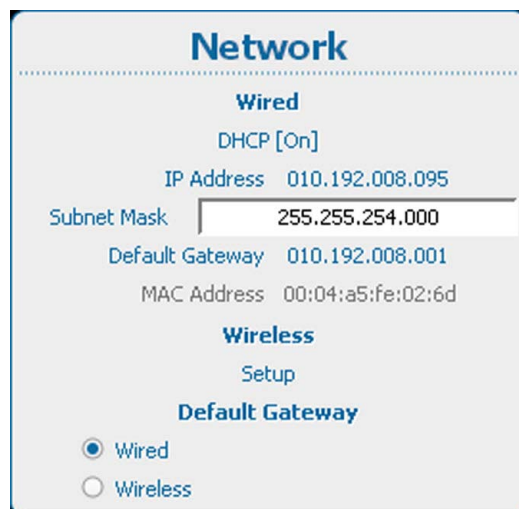 Network
Wired
DHCP [On]
IP Address 010.192.008.095
Subnet Mask 255.255.254.000
Default Gateway 010.192.008.001
MAC Address 00:04:a5:fe:02:6d
Wireless
Setup
Default Gateway
Wired
Wireless